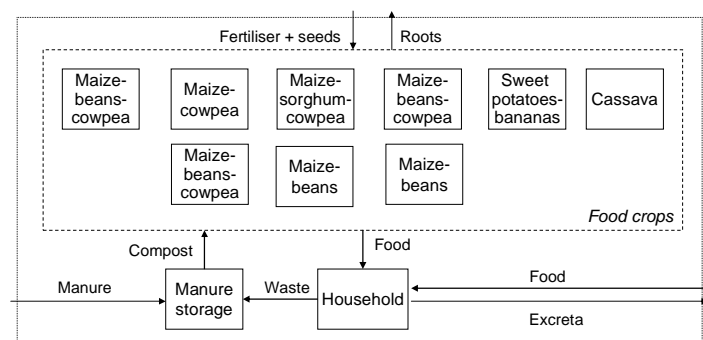 Fertiliser + seeds
Roots
Maize-
beans-
cowpea
Maize-
cowpea
Maize-
sorghum-
cowpea
Maize-
beans-
cowpea
Sweet
potatoes-
bananas
Cassava
Maize-
beans-
cowpea
Maize-
beans
Maize-
beans
Food crops
Compost
Food
Manure
Manure
storage
Waste
Household
Food
Excreta